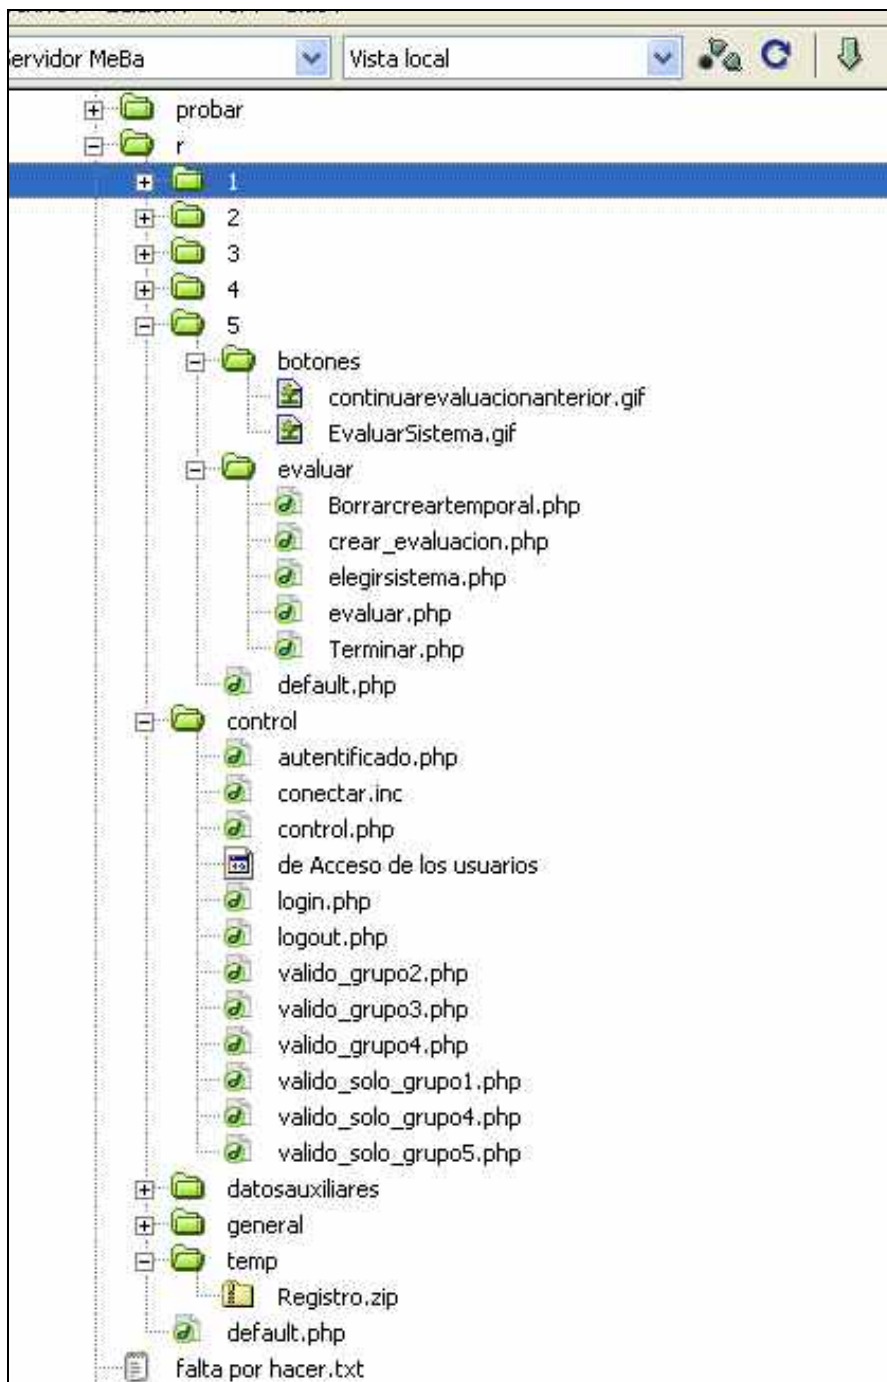 ervidor MeBa Vista local
probar
r
1
2
3
4
5
botones
continuarevaluacionanterior.gif
EvaluarSistema.gif
evaluar
Borrarcreartemporal.php
crear_evaluacion.php
elegirsistema.php
evaluar.php
Terminar.php
default.php
control
autentificado.php
conectar.inc
control.php
de Acceso de los usuarios
login.php
logout.php
valido_grupo2.php
valido_grupo3.php
valido_grupo4.php
valido_solo_grupo1.php
valido_solo_grupo4.php
valido_solo_grupo5.php
datosauxiliares
general
temp
Registro.zip
default.php
falta por hacer.txt